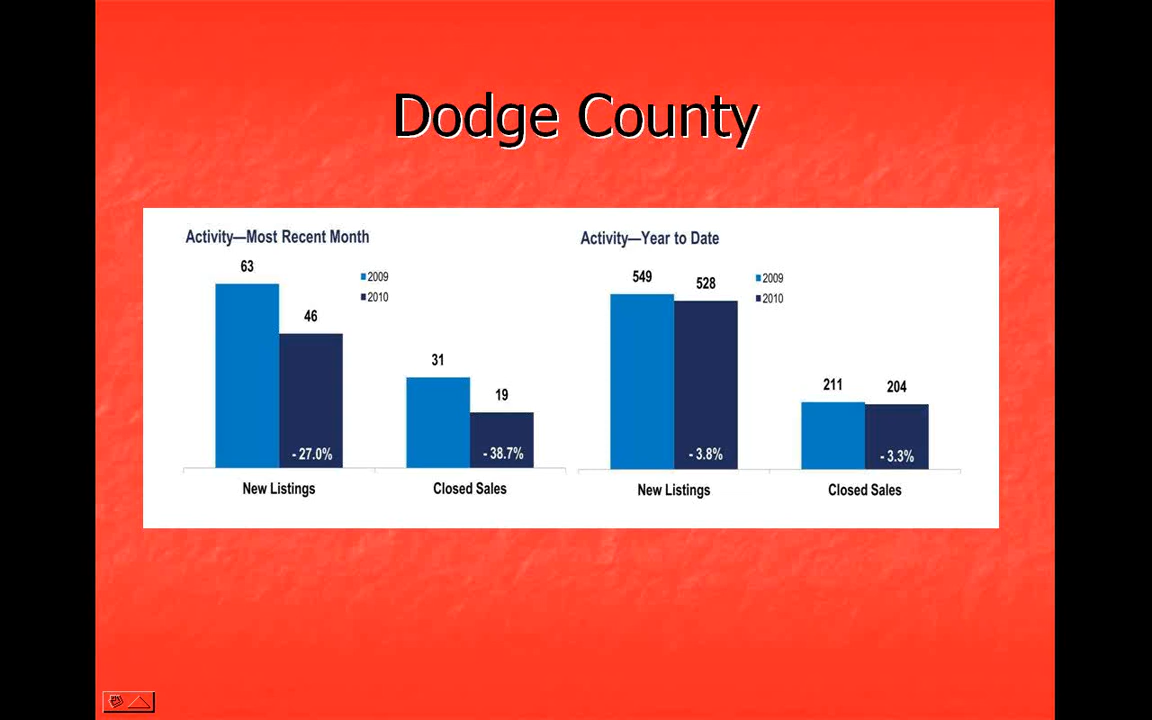 Dodge County
Activity—Most Recent Month
63
46
31
19
2009
2010
- 27.0%
- 38.7%
New Listings
Closed Sales
Activity—Year to Date
549
528
211
204
2009
2010
- 3.8%
- 3.3%
New Listings
Closed Sales